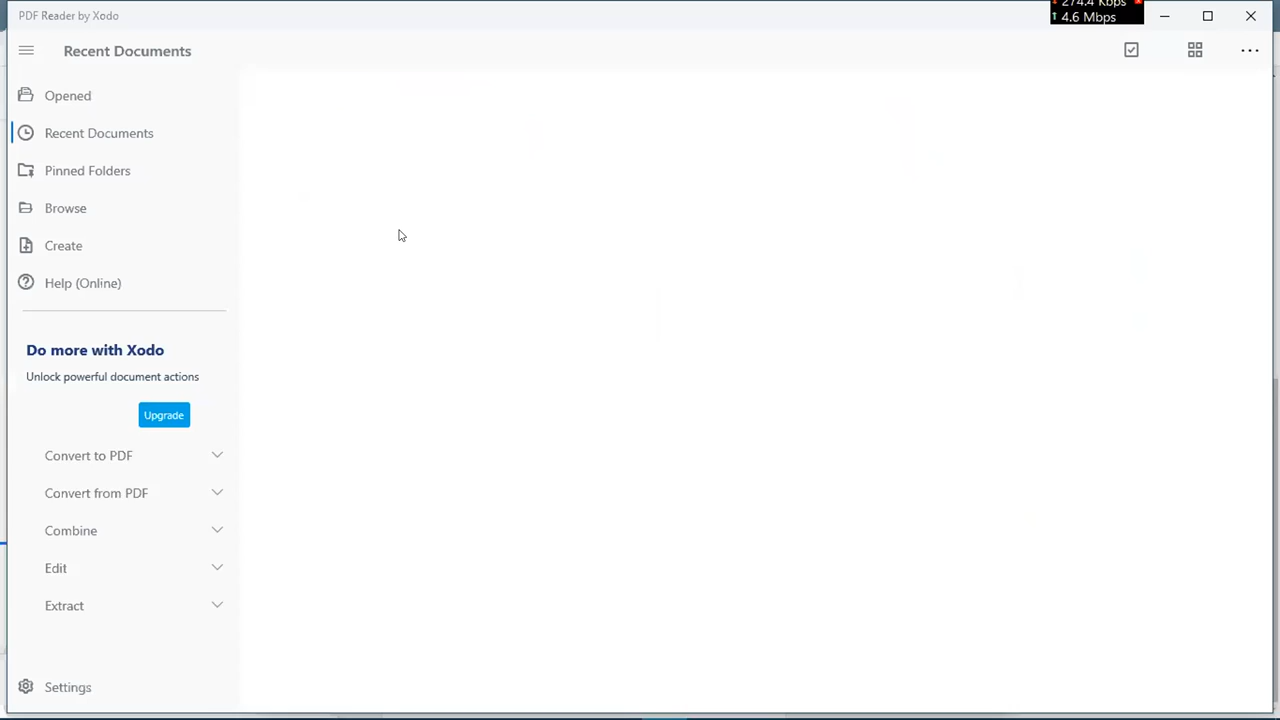 PDF Reader by Xodo
274.4 Kbps
4.6 Mbps
Recent Documents
Opened
Recent Documents
Pinned Folders
Browse
Create
Help (Online)
Do more with Xodo
Unlock powerful document actions
Upgrade
Convert to PDF
Convert from PDF
Combine
Edit
Extract
Settings